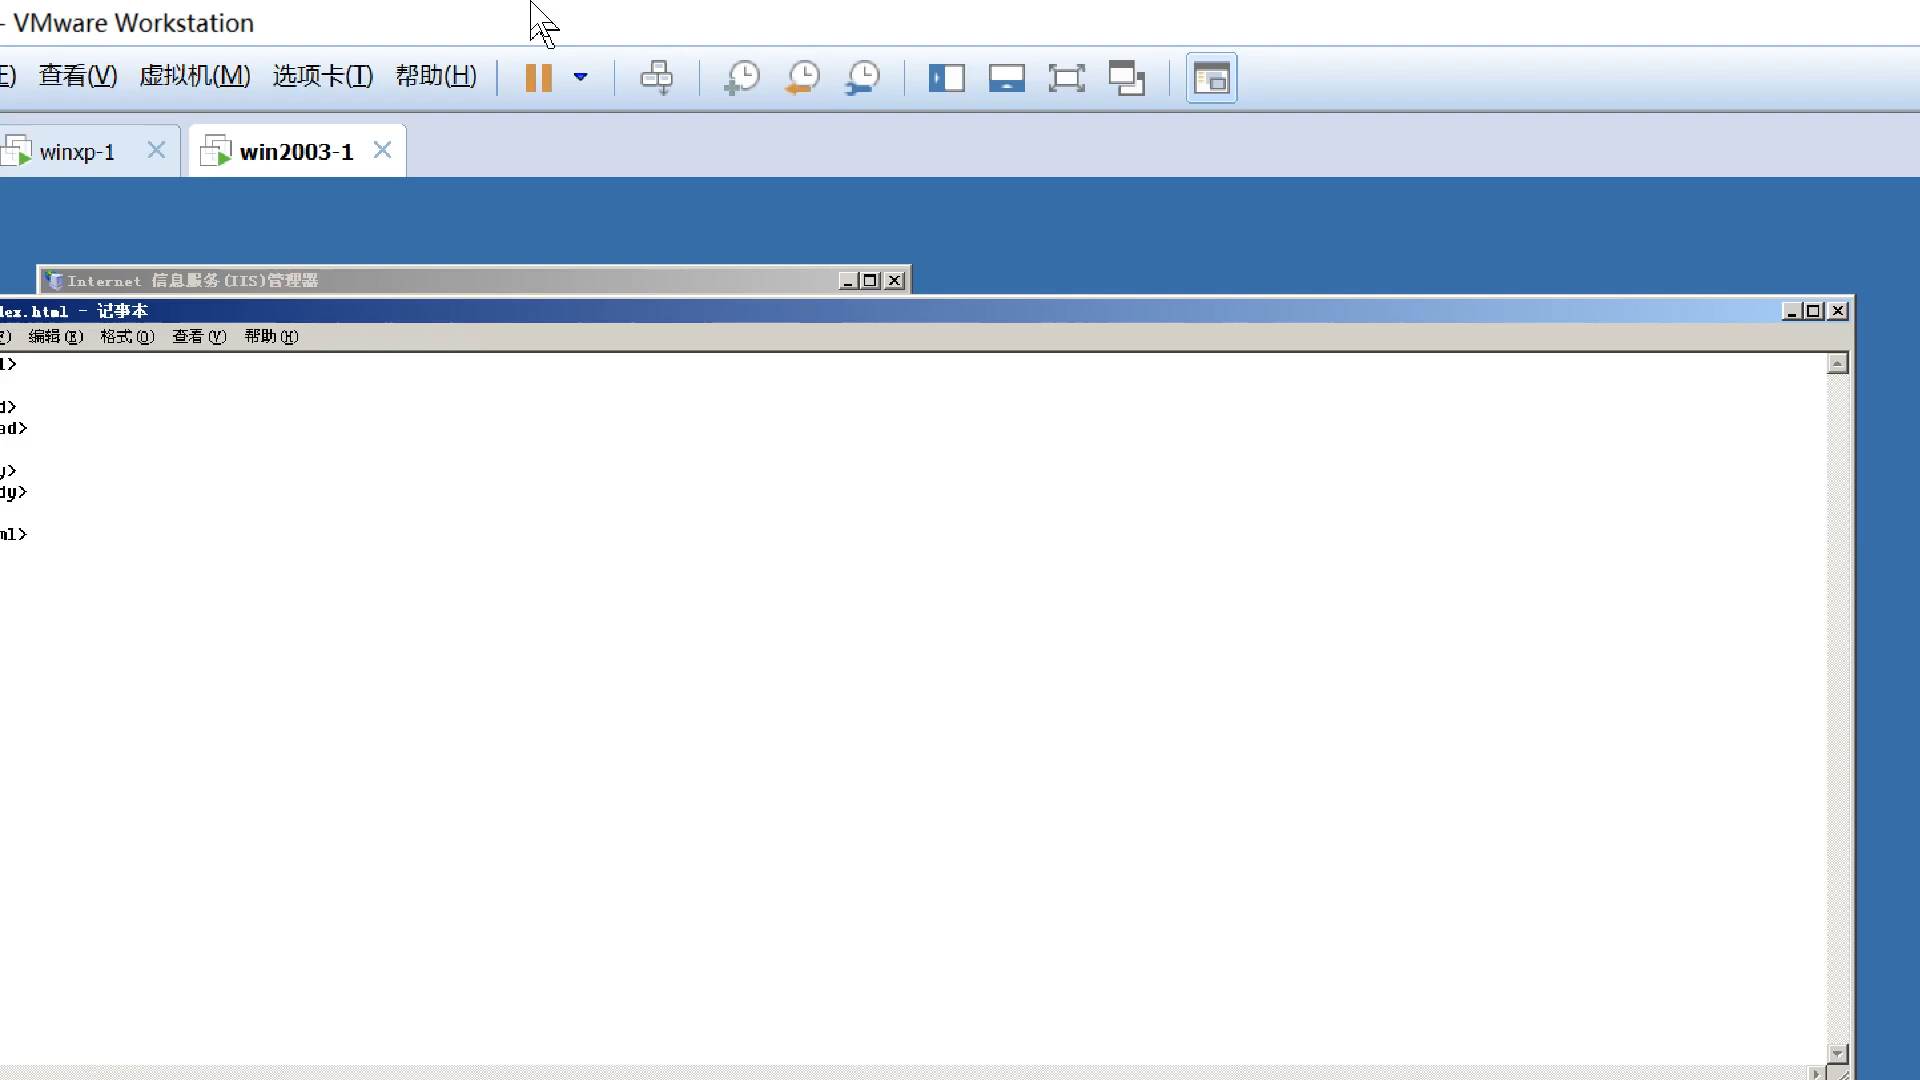 - VMware Workstation
E) 查看(V) 虚拟机(M) 选项卡(T) 帮助(H)
winxp-1 win2003-1
Internet 信息服务(IIS)管理器
dex.html - 记事本
F) 编辑(E) 格式(O) 查看(V) 帮助(H)
l>
d>
ad>
y>
dy>
ml>